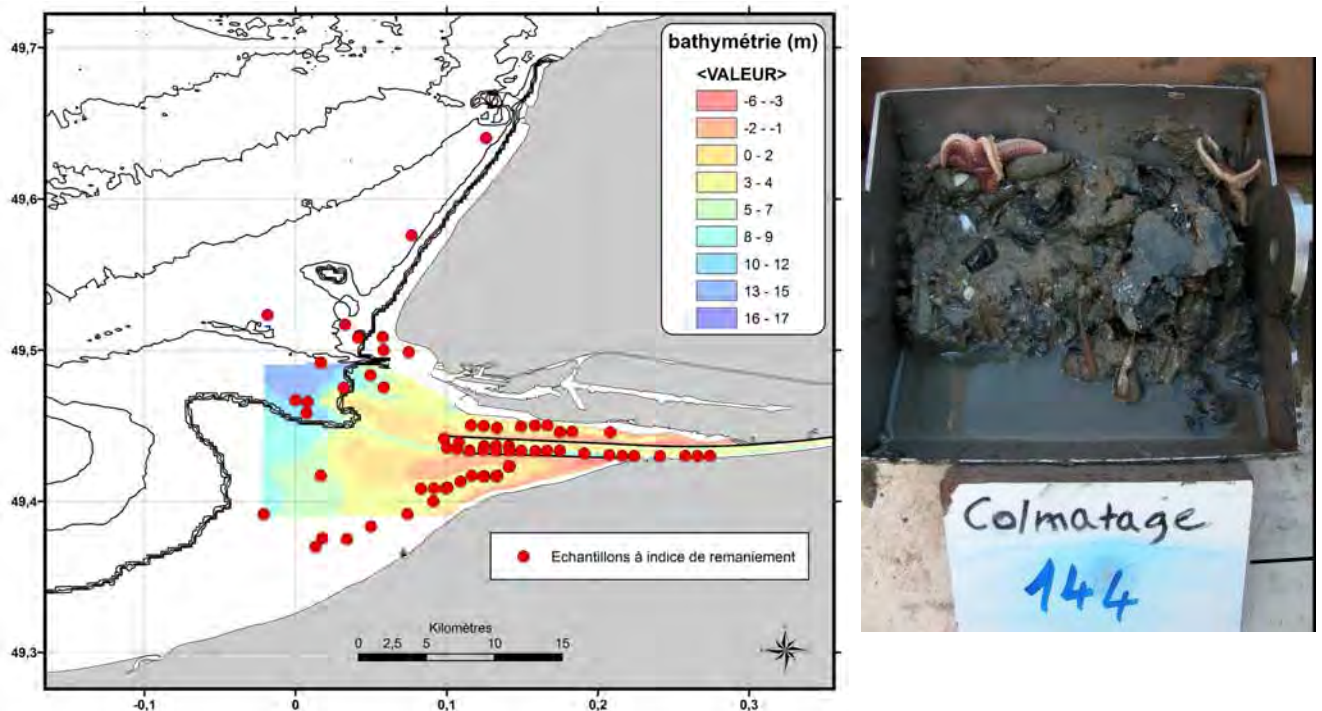 bathymétrie (m)
<VALEUR>
-6 - -3
-2 - -1
0 - 2
3 - 4
5 - 7
8 - 9
10 - 12
13 - 15
16 - 17
49,7
49,6
49,5
49,4
49,3
Echantillons à indice de remaniement
Kilomètres
0 2,5 5 10 15
-0,1 0 0,1 0,2 0,3
Colmatage
144